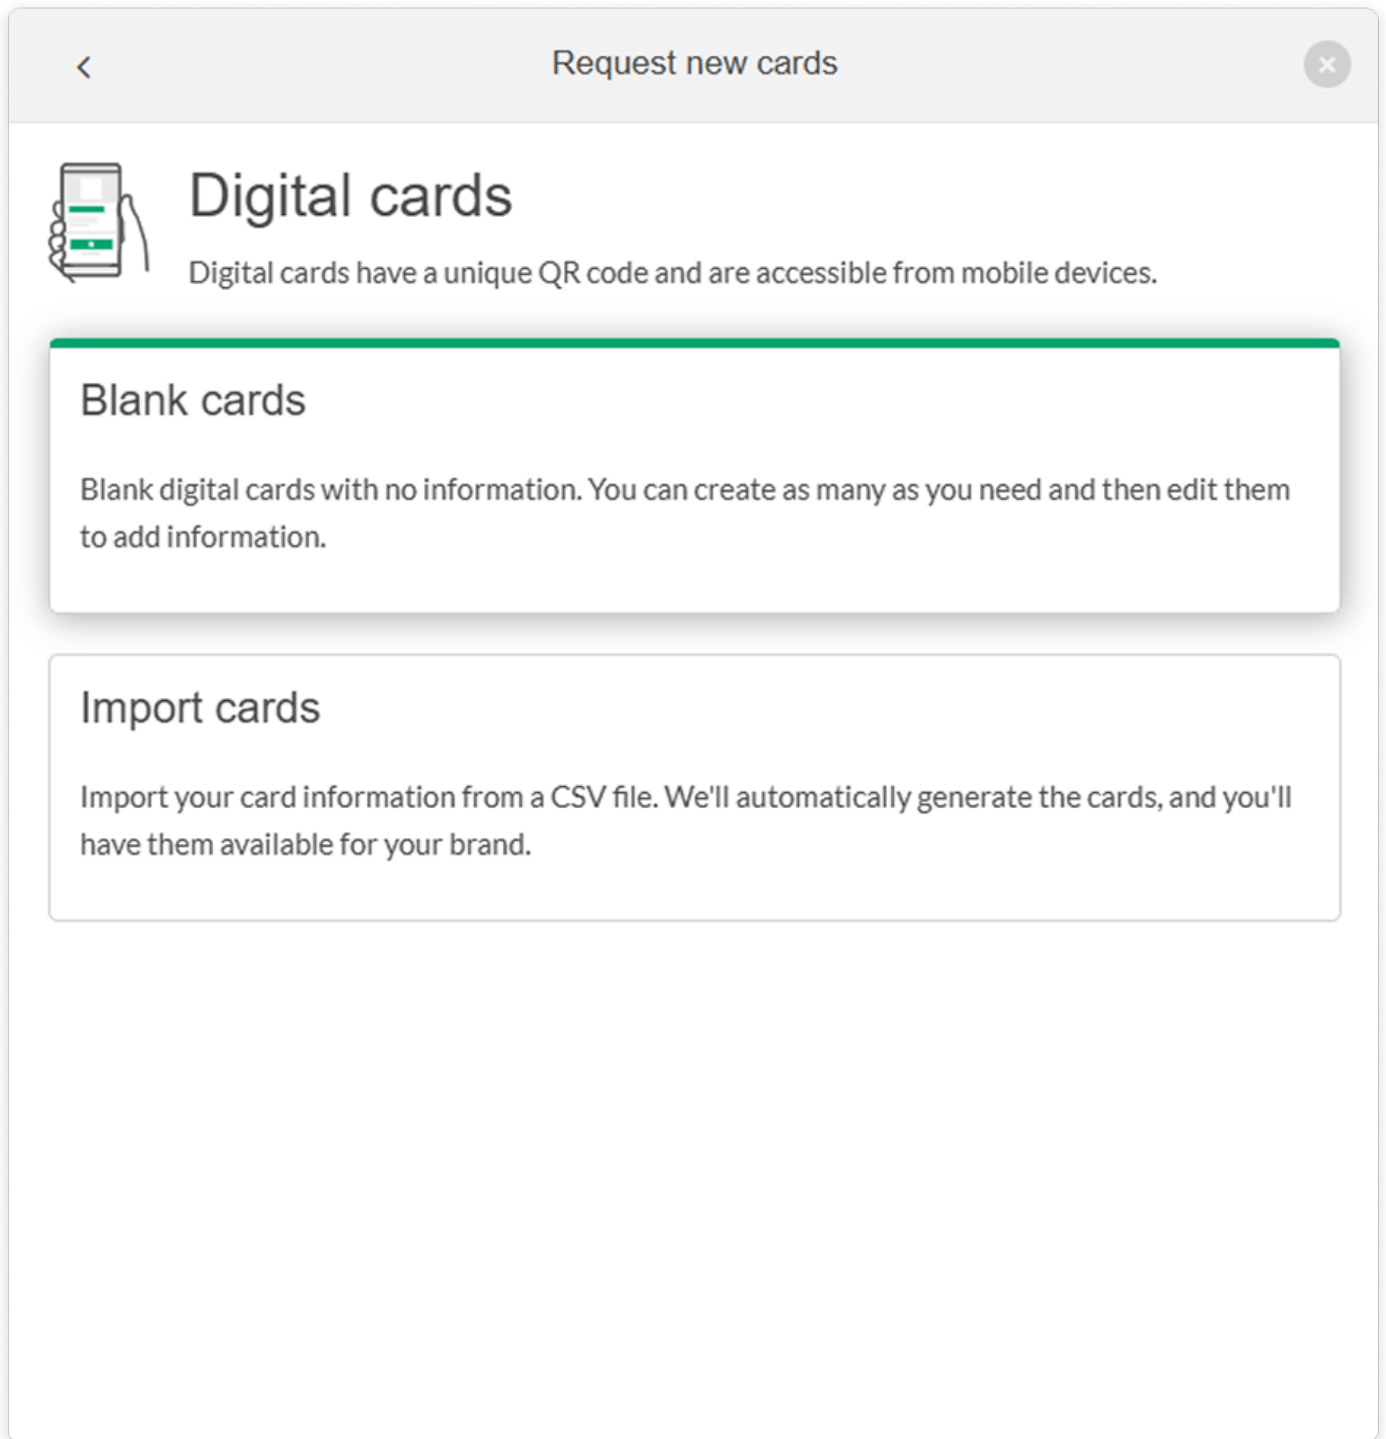 Request new cards
Digital cards
Digital cards have a unique QR code and are accessible from mobile devices.
Blank cards
Blank digital cards with no information. You can create as many as you need and then edit them
to add information.
Import cards
Import your card information from a CSV file. We'll automatically generate the cards, and you'll
have them available for your brand.